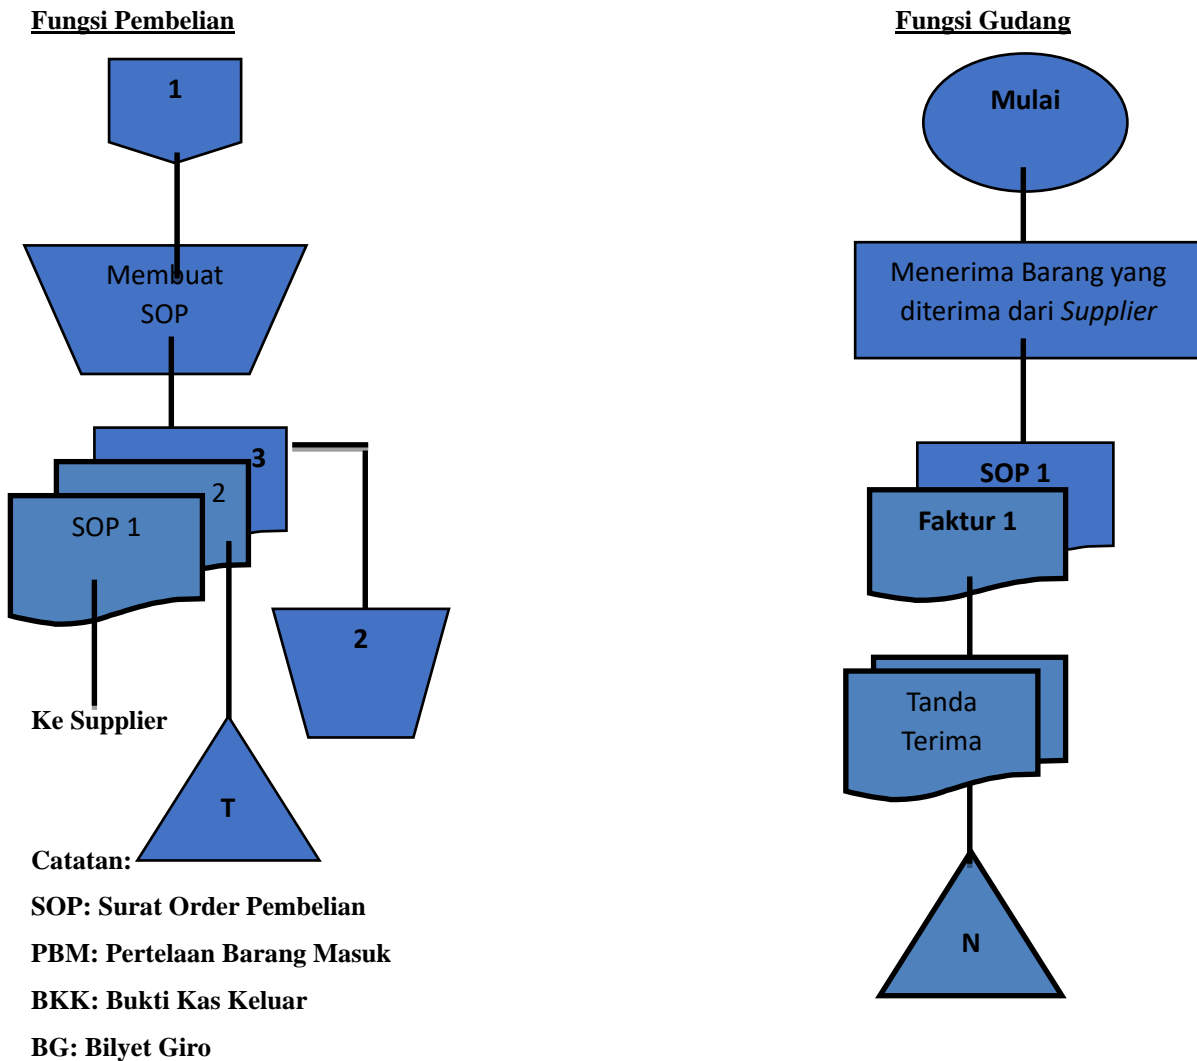 Fungsi Pembelian
1
Membuat
SOP
3
2
SOP 1
2
Ke Supplier
T
Catatan:
SOP: Surat Order Pembelian
PBM: Pertelaan Barang Masuk
BKK: Bukti Kas Keluar
BG: Bilyet Giro
Fungsi Gudang
Mulai
Menerima Barang yang
diterima dari Supplier
SOP 1
Faktur 1
Tanda
Terima
N